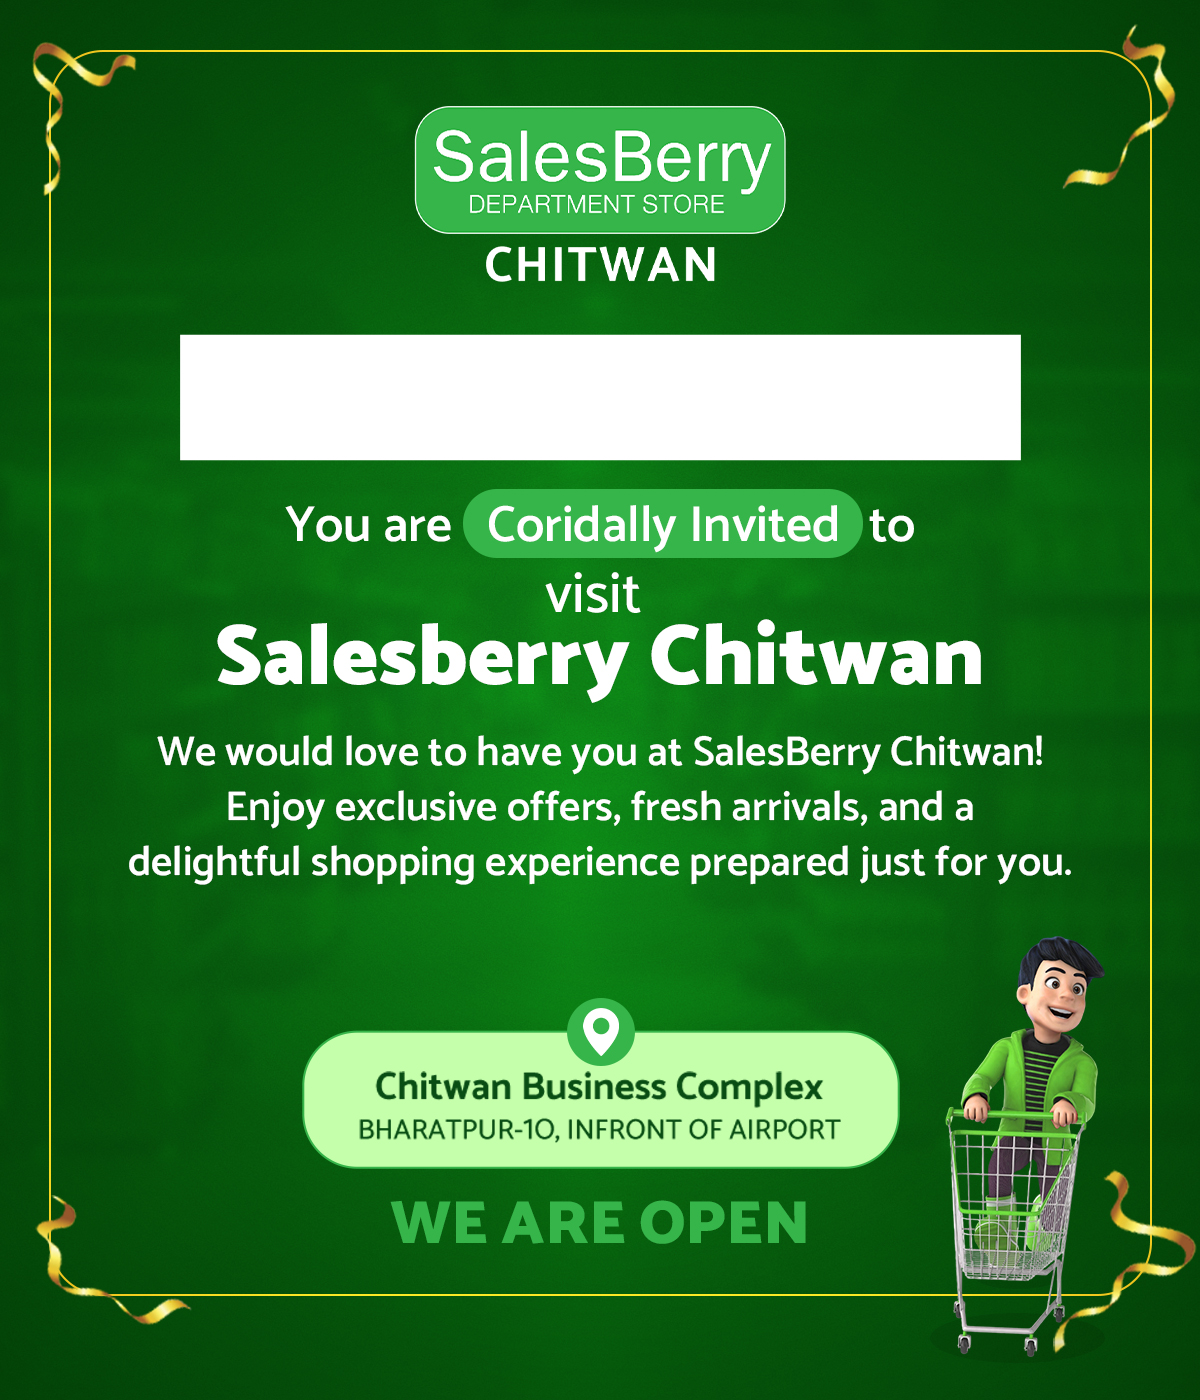 SalesBerry
DEPARTMENT STORE
CHITWAN
You are Coridally Invited to
visit
Salesberry Chitwan
We would love to have you at SalesBerry Chitwan!
Enjoy exclusive offers, fresh arrivals, and a
delightful shopping experience prepared just for you.
Chitwan Business Complex
BHARATPUR-10, INFRONT OF AIRPORT
WE ARE OPEN